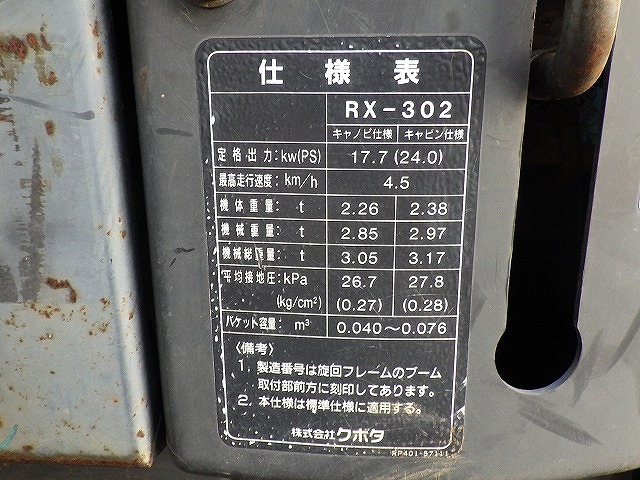 仕様表
RX-302
キャノピ仕様 キャビン仕様
定格出力: kw(PS) 17.7 (24.0)
最高走行速度: km/h 4.5
機体重量: t 2.26 2.38
機械重量: t 2.85 2.97
機械総重量: t 3.05 3.17
平均接地圧: kPa 26.7 27.8
(kg/cm²) (0.27) (0.28)
バケット容量: m³ 0.040〜0.076
〈備考〉
1. 製造番号は旋回フレームのブーム
取付部前方に刻印してあります。
2. 本仕様は標準仕様に適用する。
株式会社クボタ
RP401-57111